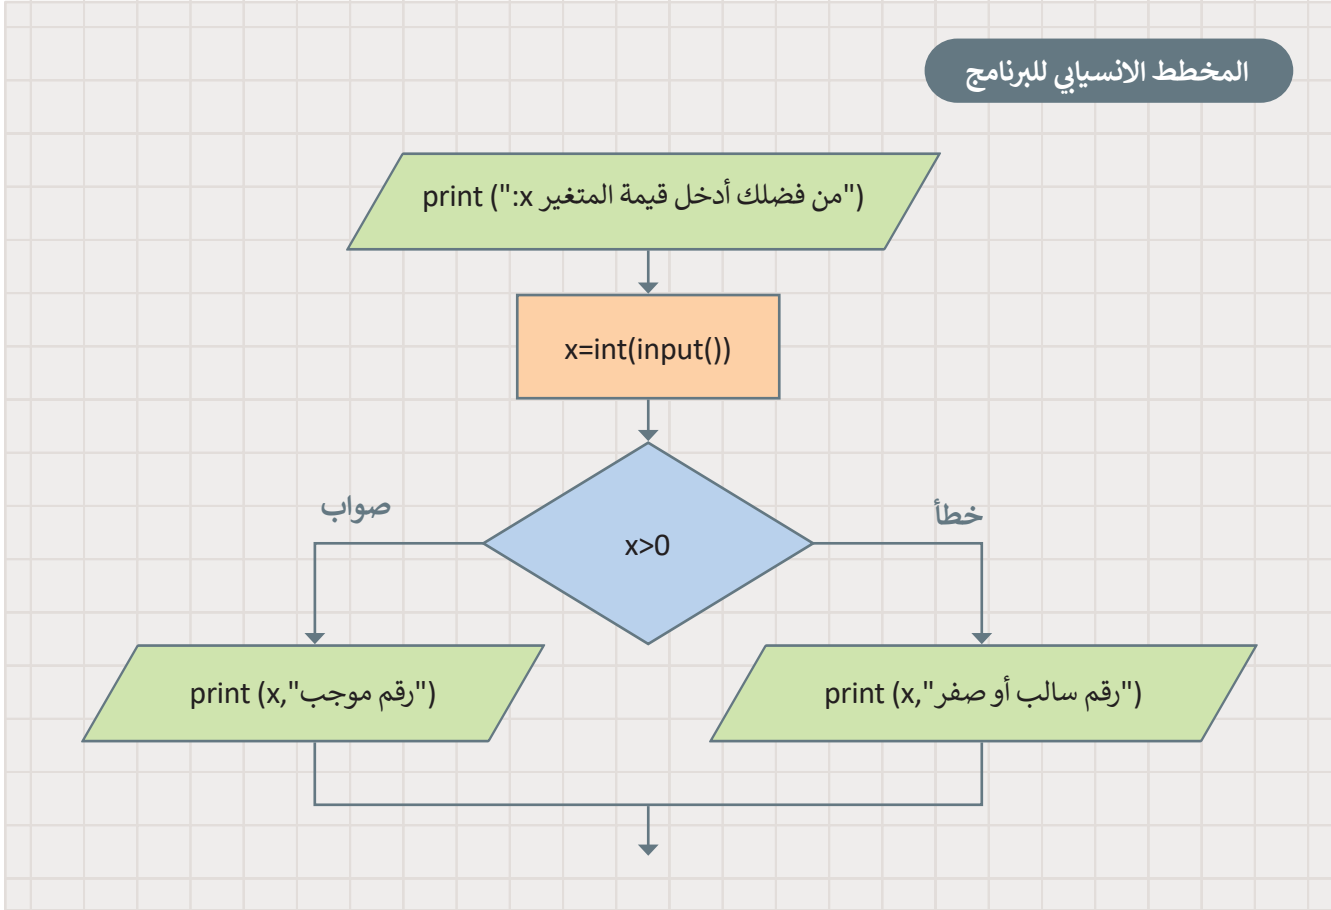 المخطط الانسيابي للبرنامج
print ("من فضلك أدخل قيمة المتغير x:")
x=int(input())
x>0
صواب
خطأ
print (x,"رقم موجب")
print (x,"رقم سالب أو صفر")